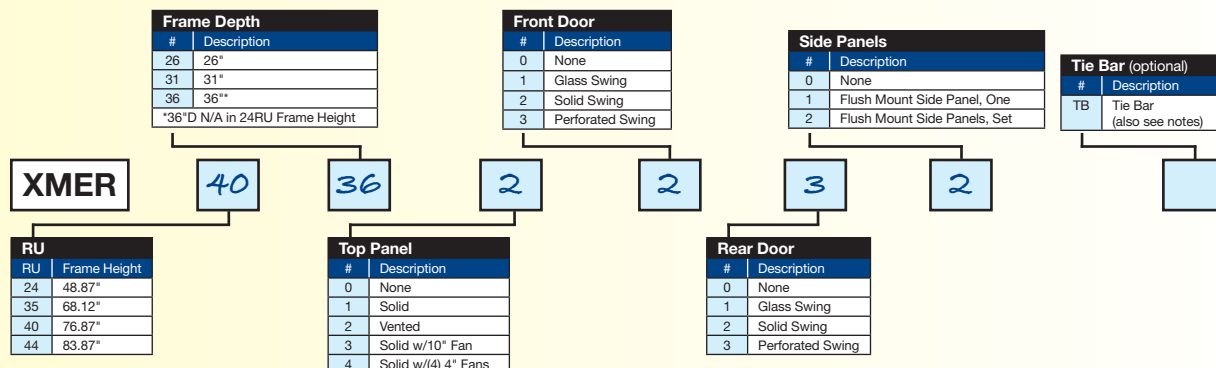 Frame Depth
# Description
26 26"
31 31"
36 36"*
*36"D N/A in 24RU Frame Height
Front Door
# Description
0 None
1 Glass Swing
2 Solid Swing
3 Perforated Swing
Side Panels
# Description
0 None
1 Flush Mount Side Panel, One
2 Flush Mount Side Panels, Set
Tie Bar (optional)
# Description
TB Tie Bar
(also see notes)
XMER 40 36 2 2 3 2
RU
RU Frame Height
24 48.87"
35 68.12"
40 76.87"
44 83.87"
Top Panel
# Description
0 None
1 Solid
2 Vented
3 Solid w/10" Fan
4 Solid w/(4) 4" Fans
Rear Door
# Description
0 None
1 Glass Swing
2 Solid Swing
3 Perforated Swing